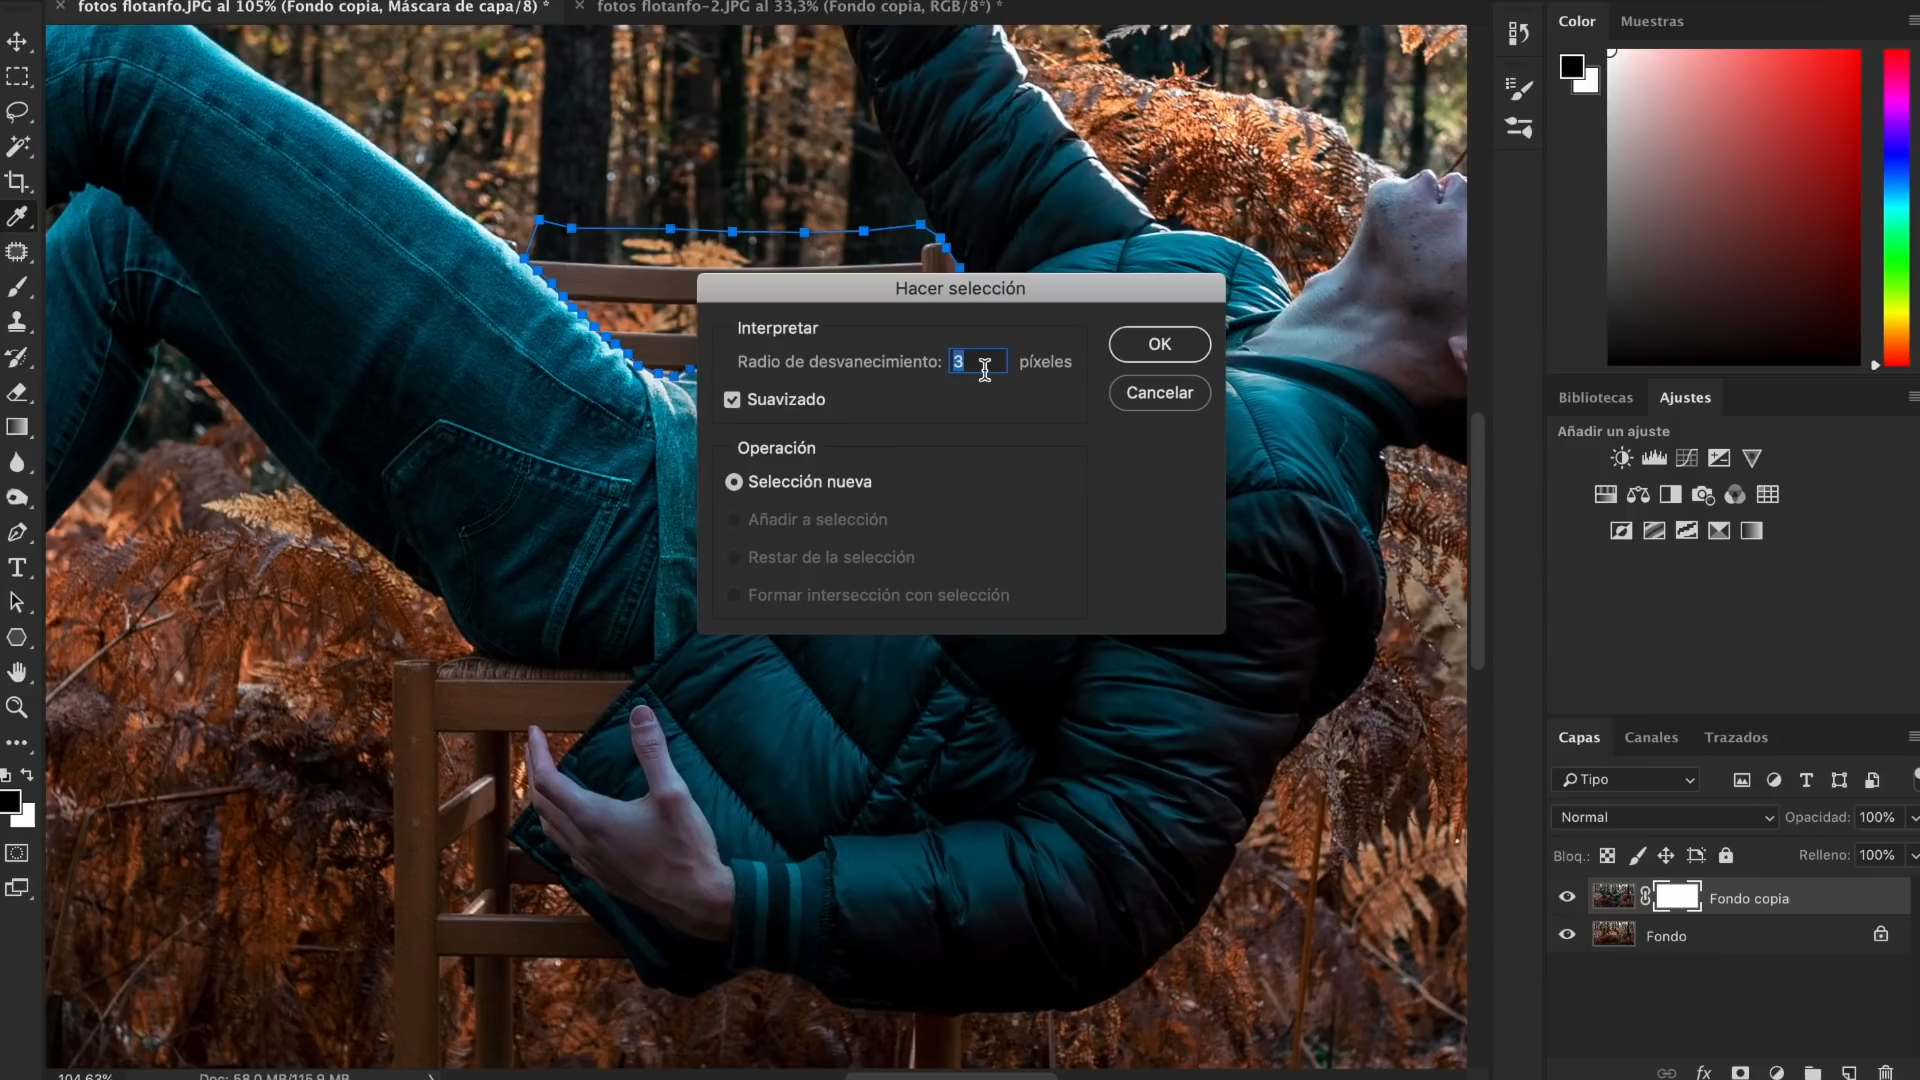 fotos flotanfo.JPG al 105% (Fondo copia, Máscara de capa/8) *
fotos flotanfo-2.JPG al 33,3% (Fondo copia, RGB/8*) *
Color
Muestras
Hacer selección
Interpretar
Radio de desvanecimiento: 3 píxeles
Suavizado
OK
Cancelar
Operación
Selección nueva
Añadir a selección
Restar de la selección
Formar intersección con selección
Bibliotecas
Ajustes
Añadir un ajuste
Capas
Canales
Trazados
Tipo
Normal
Opacidad: 100%
Bloq.:
Relleno: 100%
Fondo copia
Fondo
fx
104,63%
Doc: 58,0 MB/115,9 MB